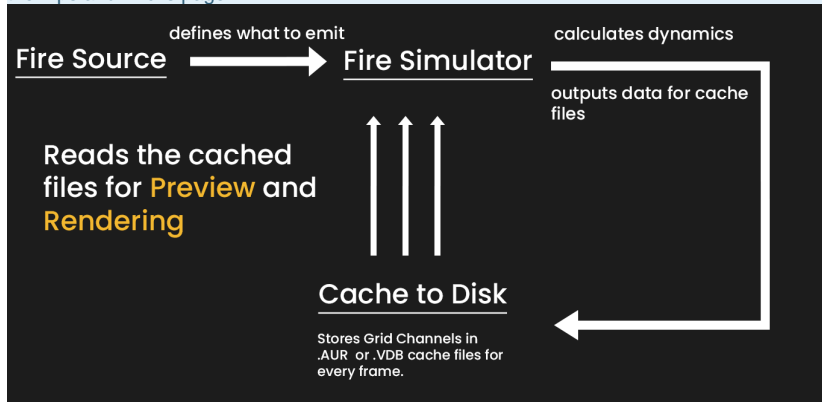 defines what to emit
Fire Source
Fire Simulator
calculates dynamics
outputs data for cache
files
Reads the cached
files for Preview and
Rendering
Cache to Disk
Stores Grid Channels in
.AUR or .VDB cache files for
every frame.